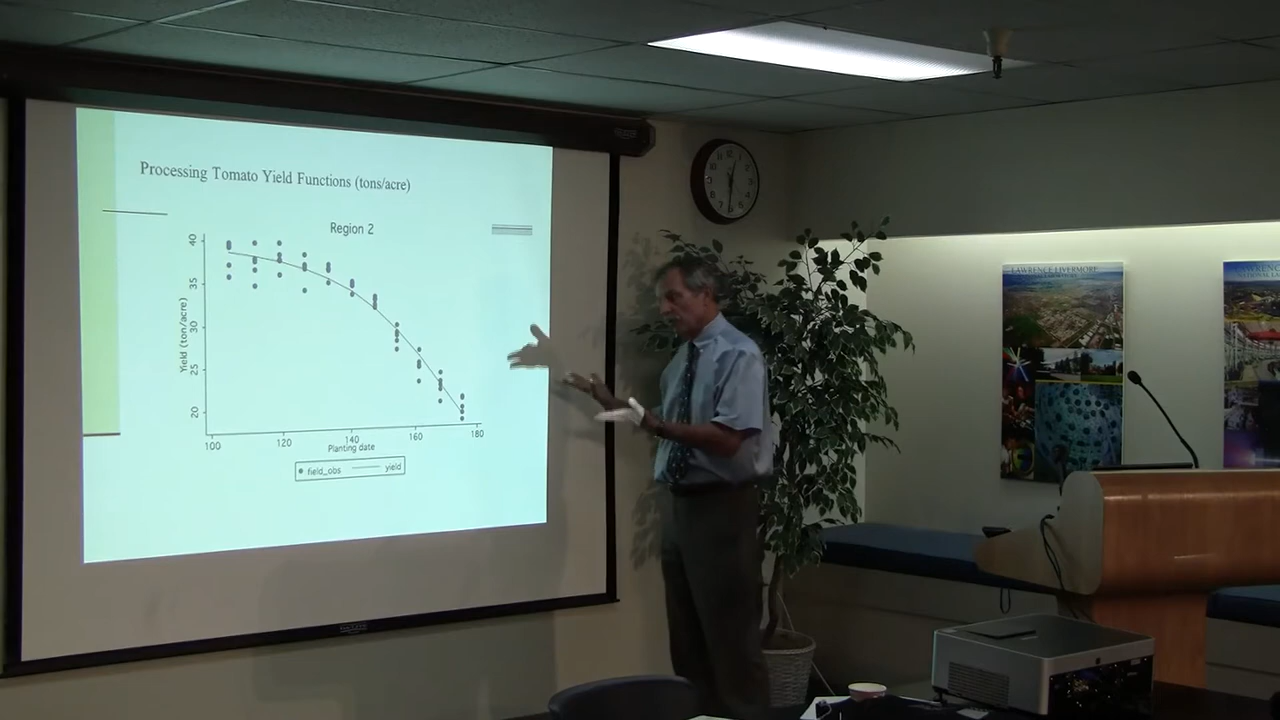 Processing Tomato Yield Functions (tons/acre)
Region 2
Yield (ton/acre)
40
35
30
25
20
100
120
140
160
180
Planting date
field_obs
yield
LAWRENCE LIVERMORE